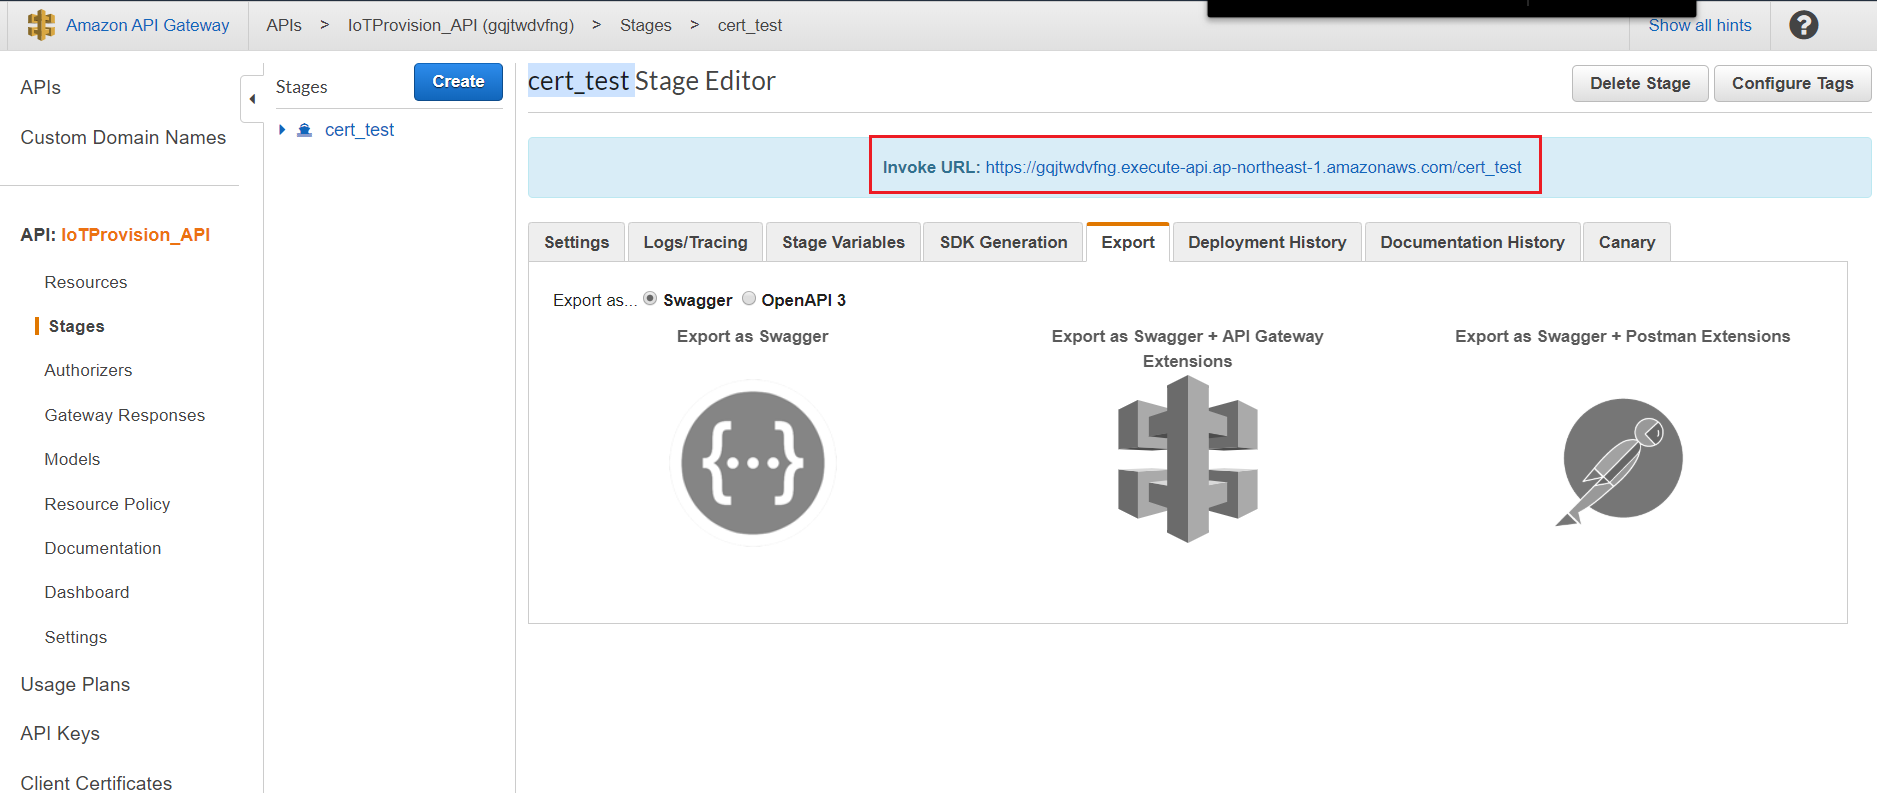 Amazon API Gateway
APIs > IoTProvision_API (gqjtwdvfng) > Stages > cert_test
Show all hints
?
APIs
Custom Domain Names
API: IoTProvision_API
Resources
Stages
Authorizers
Gateway Responses
Models
Resource Policy
Documentation
Dashboard
Settings
Usage Plans
API Keys
Client Certificates
Stages
Create
cert_test
cert_test Stage Editor
Delete Stage
Configure Tags
Invoke URL: https://gqjtwdvfng.execute-api.ap-northeast-1.amazonaws.com/cert_test
Settings
Logs/Tracing
Stage Variables
SDK Generation
Export
Deployment History
Documentation History
Canary
Export as... Swagger OpenAPI 3
Export as Swagger
Export as Swagger + API Gateway
Extensions
Export as Swagger + Postman Extensions